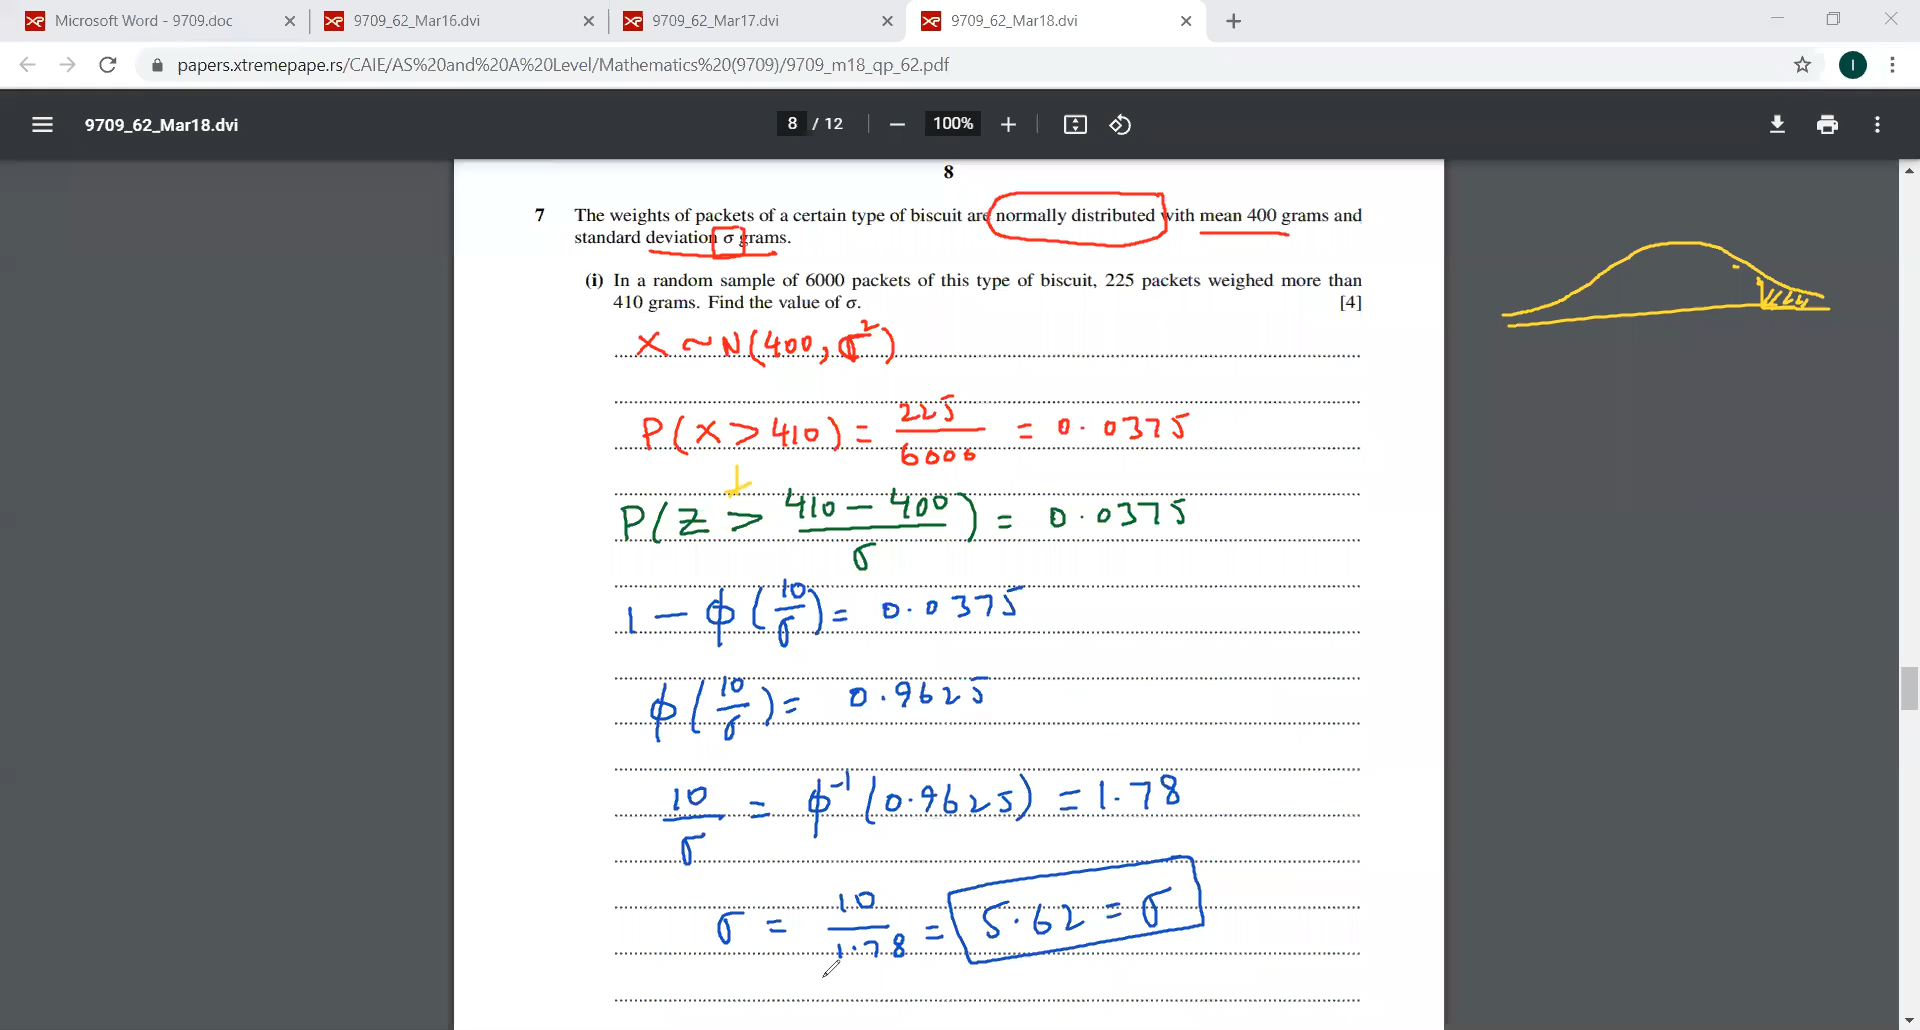 Microsoft Word - 9709.doc
9709_62_Mar16.dvi
9709_62_Mar17.dvi
9709_62_Mar18.dvi
papers.xtremepape.rs/CAIE/AS%20and%20A%20Level/Mathematics%20(9709)/9709_m18_qp_62.pdf
I
9709_62_Mar18.dvi
8 / 12
100%
8
7 The weights of packets of a certain type of biscuit are normally distributed with mean 400 grams and
standard deviation σ grams.
(i) In a random sample of 6000 packets of this type of biscuit, 225 packets weighed more than
410 grams. Find the value of σ. [4]
X ~ N(400, σ²)
P(X > 410) = 225/6000 = 0.0375
P(Z > (410 - 400)/σ) = 0.0375
1 - ϕ(10/σ) = 0.0375
ϕ(10/σ) = 0.9625
10/σ = ϕ⁻¹(0.9625) = 1.78
σ = 10/1.78 = 5.62 = σ